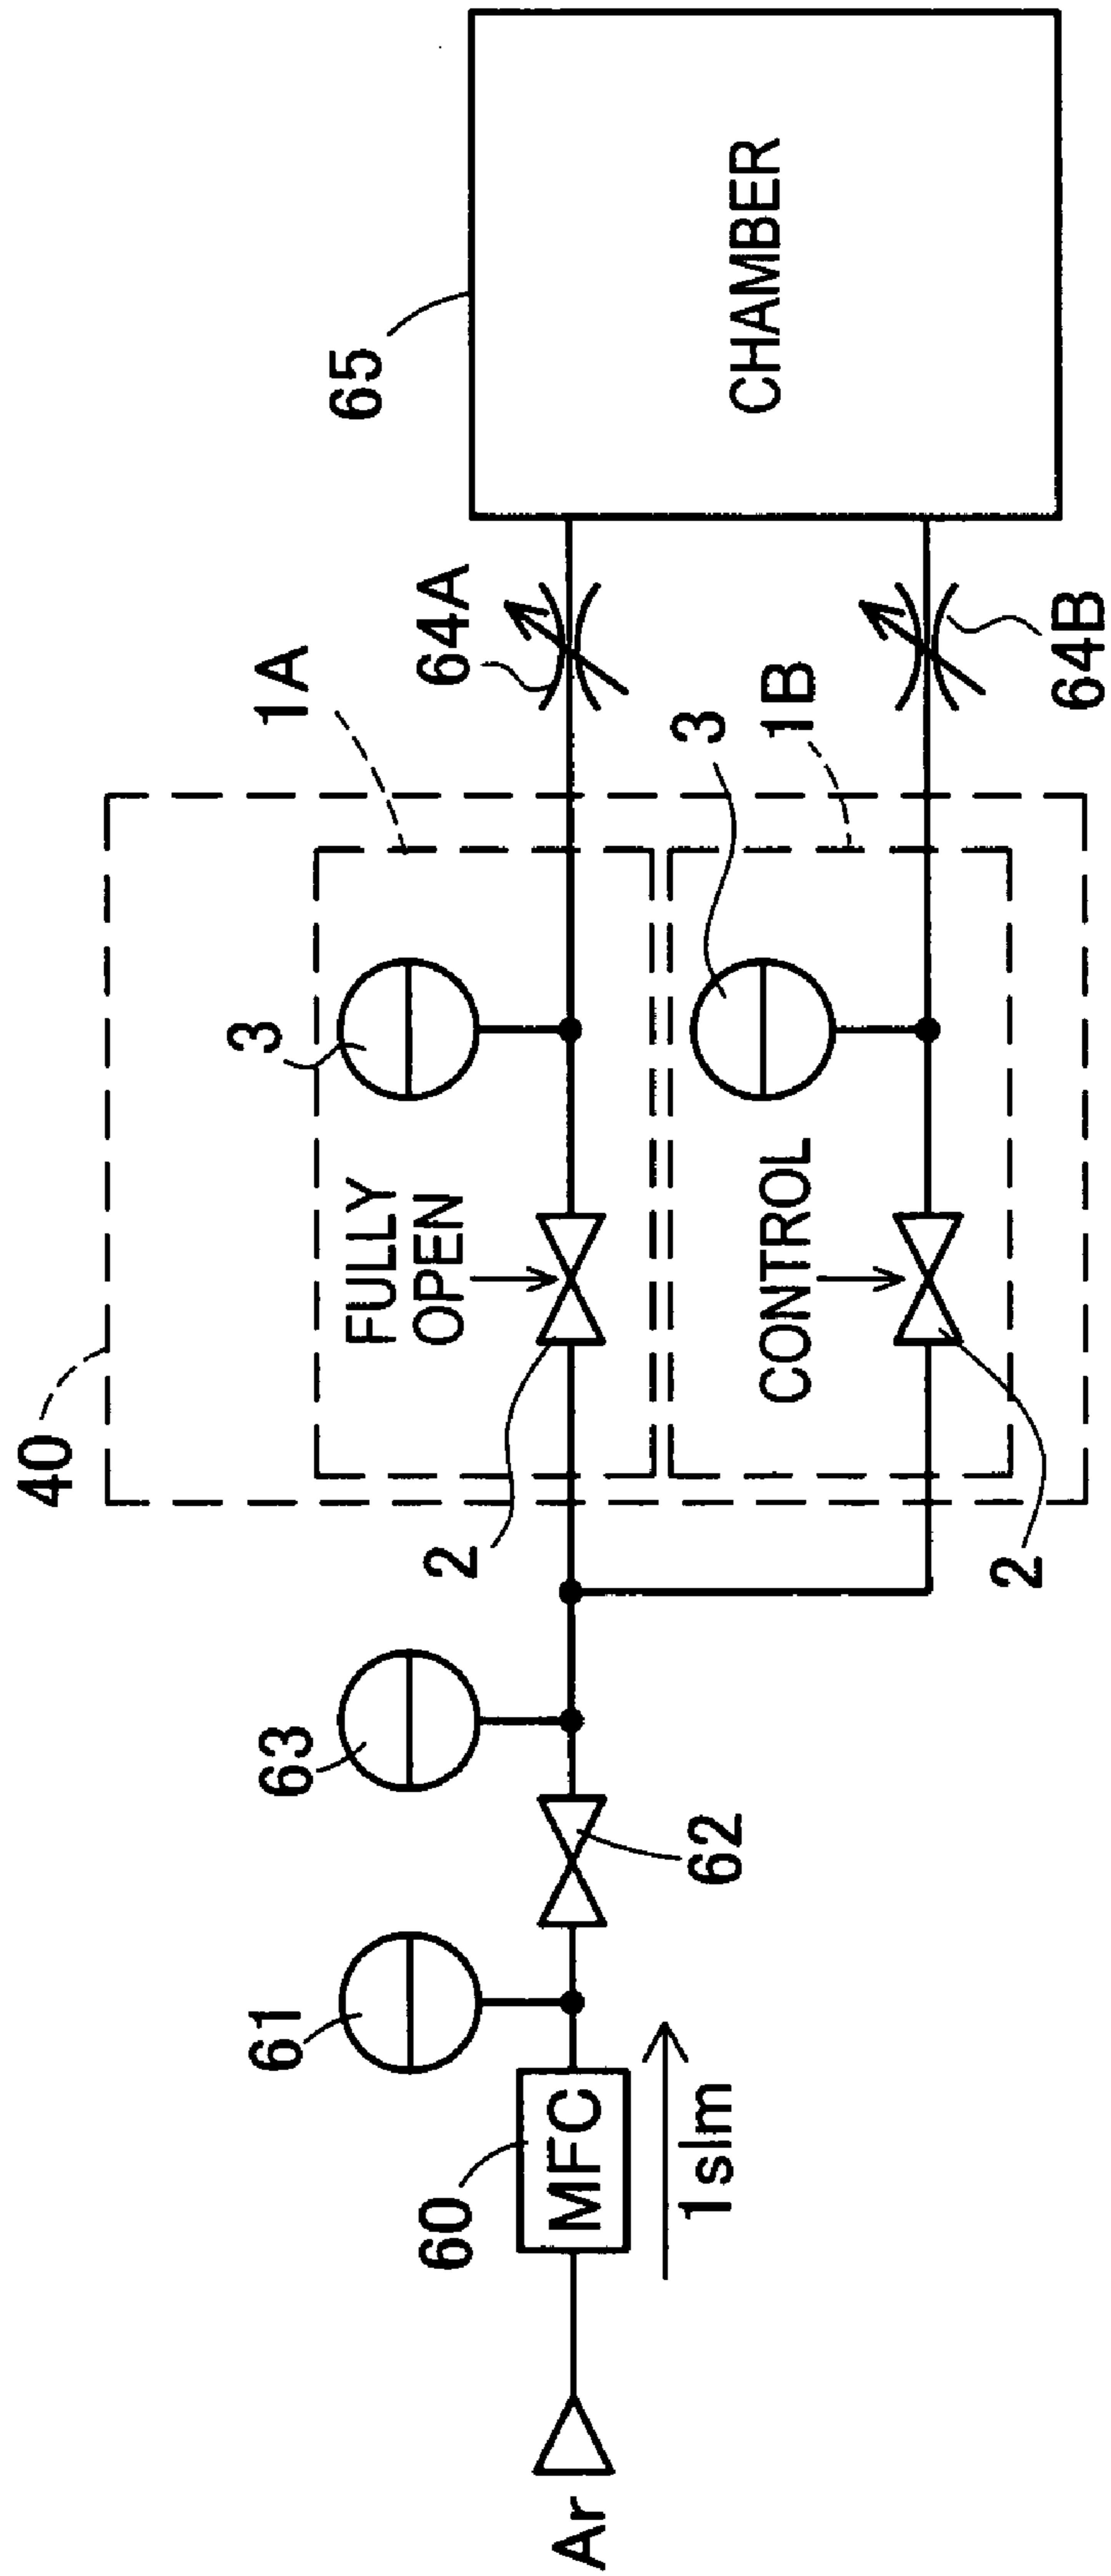 40
1A
64A
65
3
FULLY
OPEN
2
3
1B
CONTROL
2
64B
CHAMBER
61
63
62
60
MFC
1slm
Ar